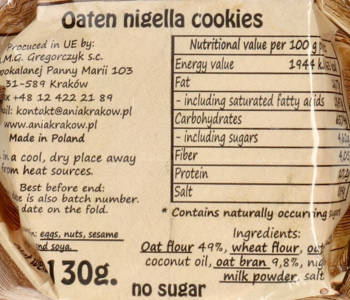 Oaten nigella cookies
Procuced in UE by:
.M.G. Gregorczyk s.c.
pokalanej Panny Marii 103
31-589 Kraków
+48 12 422 21 89
kontakt@aniakrakow.pl
www.aniakrakow.pl
Made in Poland
in a cool, dry place away
from heat sources.
Best before end:
is also batch number.
date on the fold.
eggs, nuts, sesame
and soya.
130g.
no sugar
Nutritional value per 100 g
Energy value 1944 k
Fat
- including saturated fatty acids
Carbohydrates
- including sugars
Fiber
Protein
Salt
* Contains naturally occurring
Ingredients:
Oat flour 49%, wheat flour,
coconut oil, oat bran 9,8%,
milk powder, salt